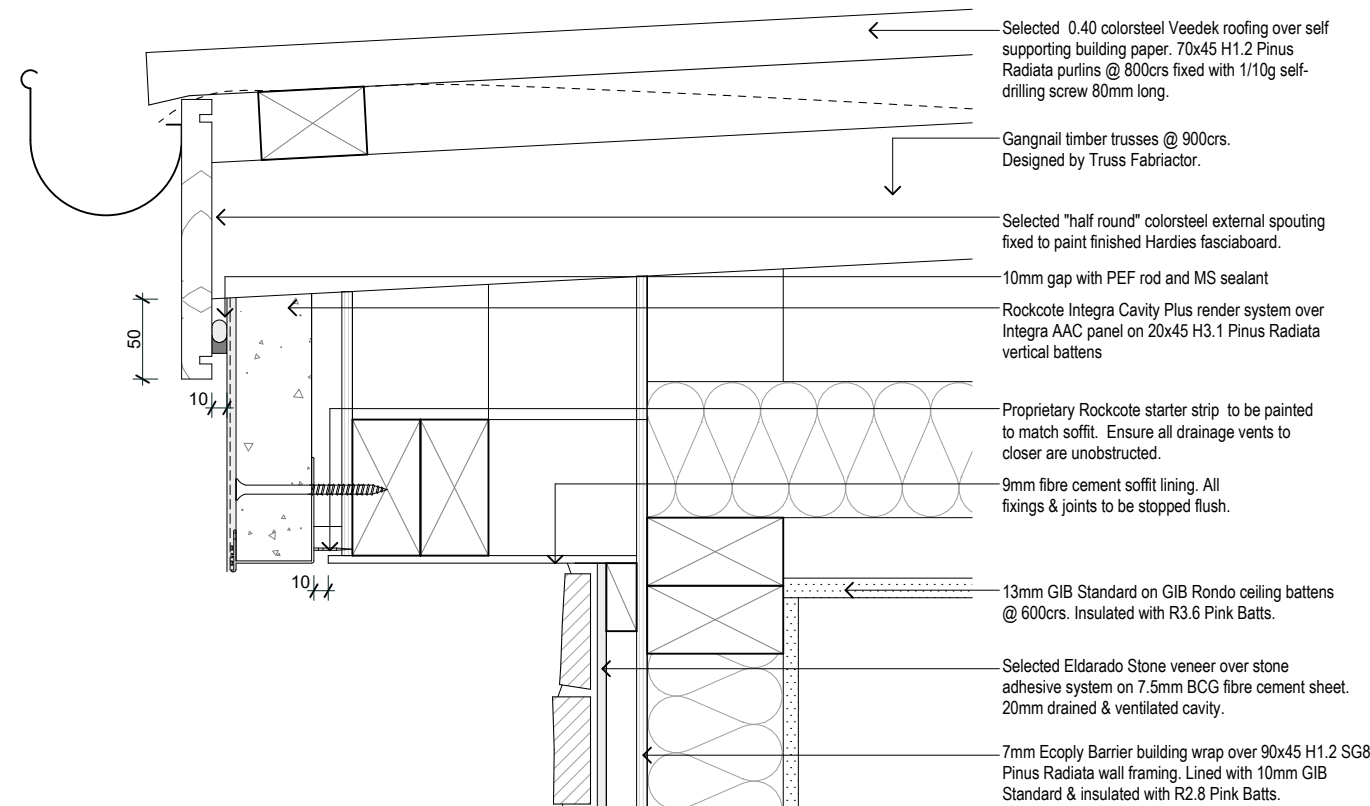 Selected 0.40 colorsteel Veedek roofing over self
supporting building paper. 70x45 H1.2 Pinus
Radiata purlins @ 800crs fixed with 1/10g self-
drilling screw 80mm long.
Gangnail timber trusses @ 900crs.
Designed by Truss Fabriactor.
Selected "half round" colorsteel external spouting
fixed to paint finished Hardies fasciaboard.
10mm gap with PEF rod and MS sealant
Rockcote Integra Cavity Plus render system over
Integra AAC panel on 20x45 H3.1 Pinus Radiata
vertical battens
50
10
Proprietary Rockcote starter strip to be painted
to match soffit. Ensure all drainage vents to
closer are unobstructed.
9mm fibre cement soffit lining. All
fixings & joints to be stopped flush.
10
13mm GIB Standard on GIB Rondo ceiling battens
@ 600crs. Insulated with R3.6 Pink Batts.
Selected Eldarado Stone veneer over stone
adhesive system on 7.5mm BCG fibre cement sheet.
20mm drained & ventilated cavity.
7mm Ecoply Barrier building wrap over 90x45 H1.2 SG8
Pinus Radiata wall framing. Lined with 10mm GIB
Standard & insulated with R2.8 Pink Batts.